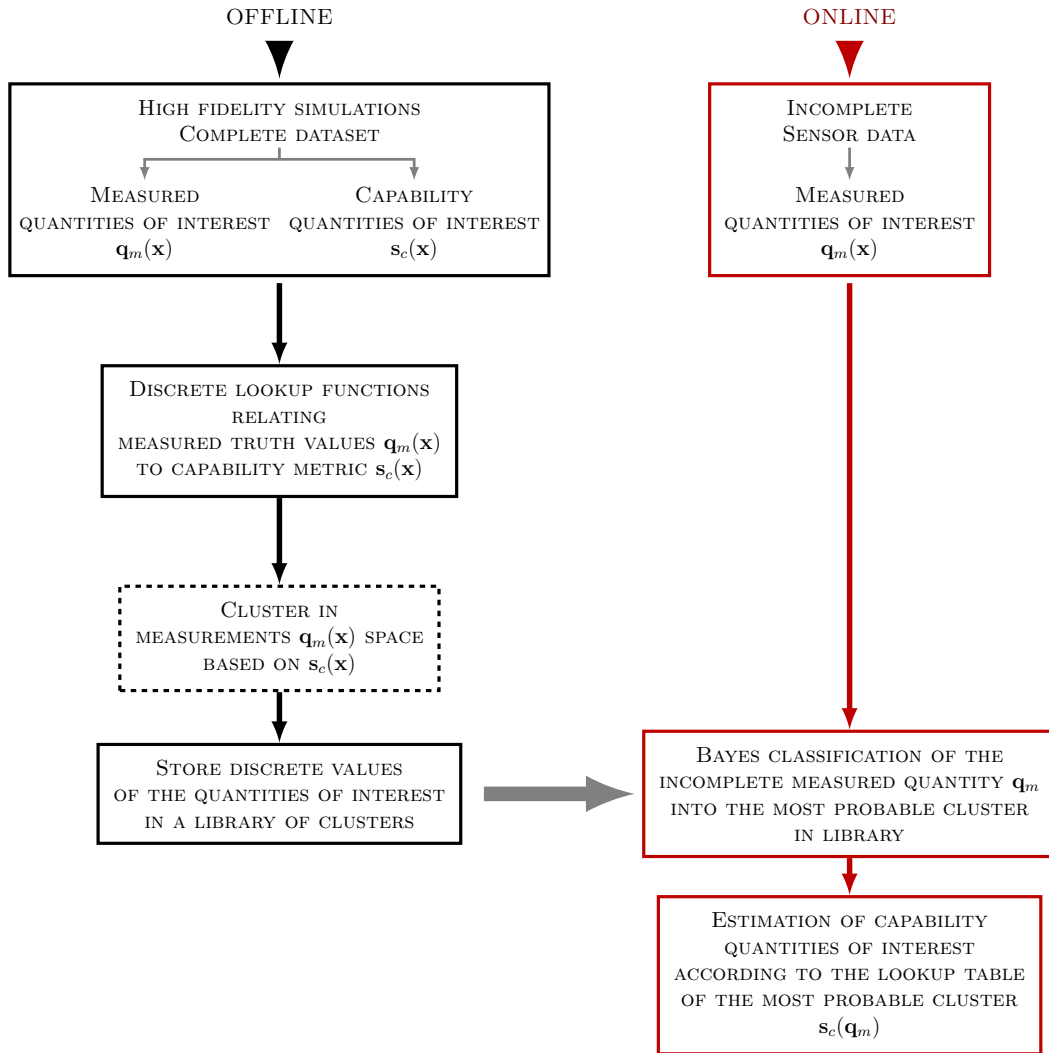 OFFLINE
High fidelity simulations
Complete dataset
Measured
quantities of interest
q_m(x)
Capability
quantities of interest
s_c(x)
Discrete lookup functions
relating
measured truth values q_m(x)
to capability metric s_c(x)
Cluster in
measurements q_m(x) space
based on s_c(x)
Store discrete values
of the quantities of interest
in a library of clusters
ONLINE
Incomplete
Sensor data
Measured
quantities of interest
q_m(x)
Bayes classification of the
incomplete measured quantity q_m
into the most probable cluster
in library
Estimation of capability
quantities of interest
according to the lookup table
of the most probable cluster
s_c(q_m)